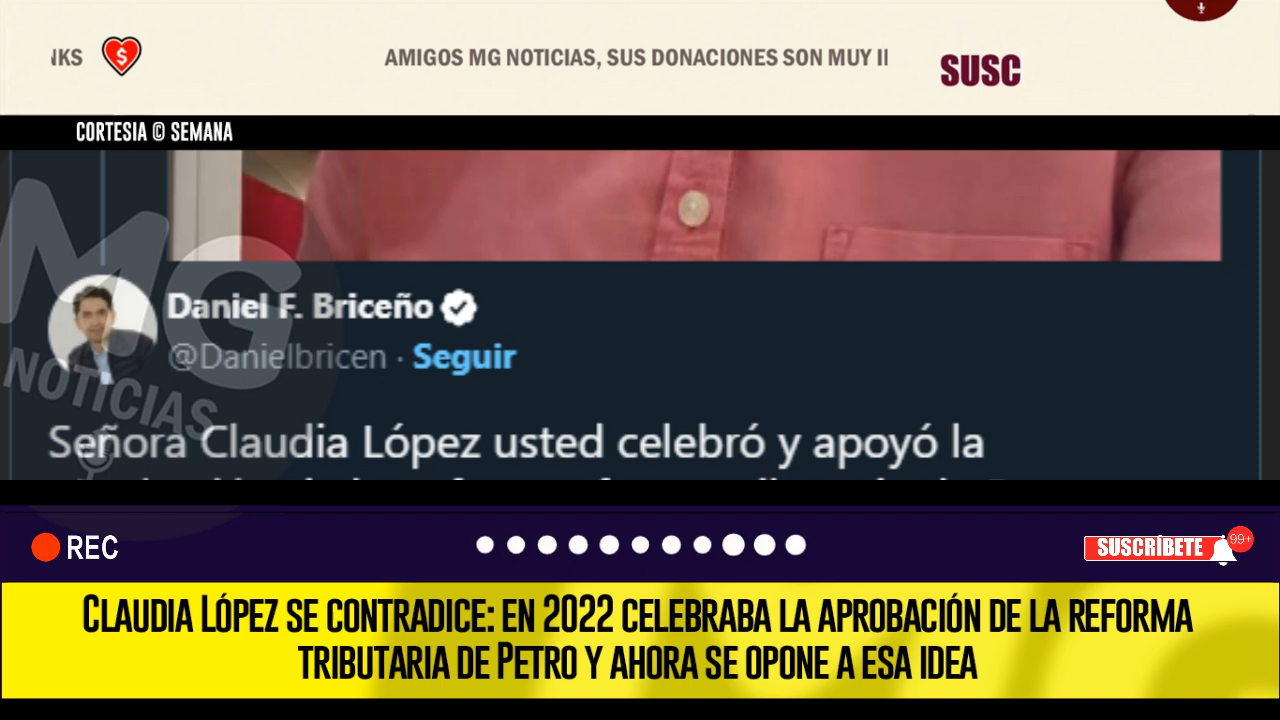 NKS
AMIGOS MG NOTICIAS, SUS DONACIONES SON MUY
SUSC
CORTESIA © SEMANA
MG
NOTICIAS
Daniel F. Briceño
@Danielbricen · Seguir
Señora Claudia López usted celebró y apoyó la
REC
SUSCRÍBETE
99+
CLAUDIA LÓPEZ SE CONTRADICE: EN 2022 CELEBRABA LA APROBACIÓN DE LA REFORMA
TRIBUTARIA DE PETRO Y AHORA SE OPONE A ESA IDEA